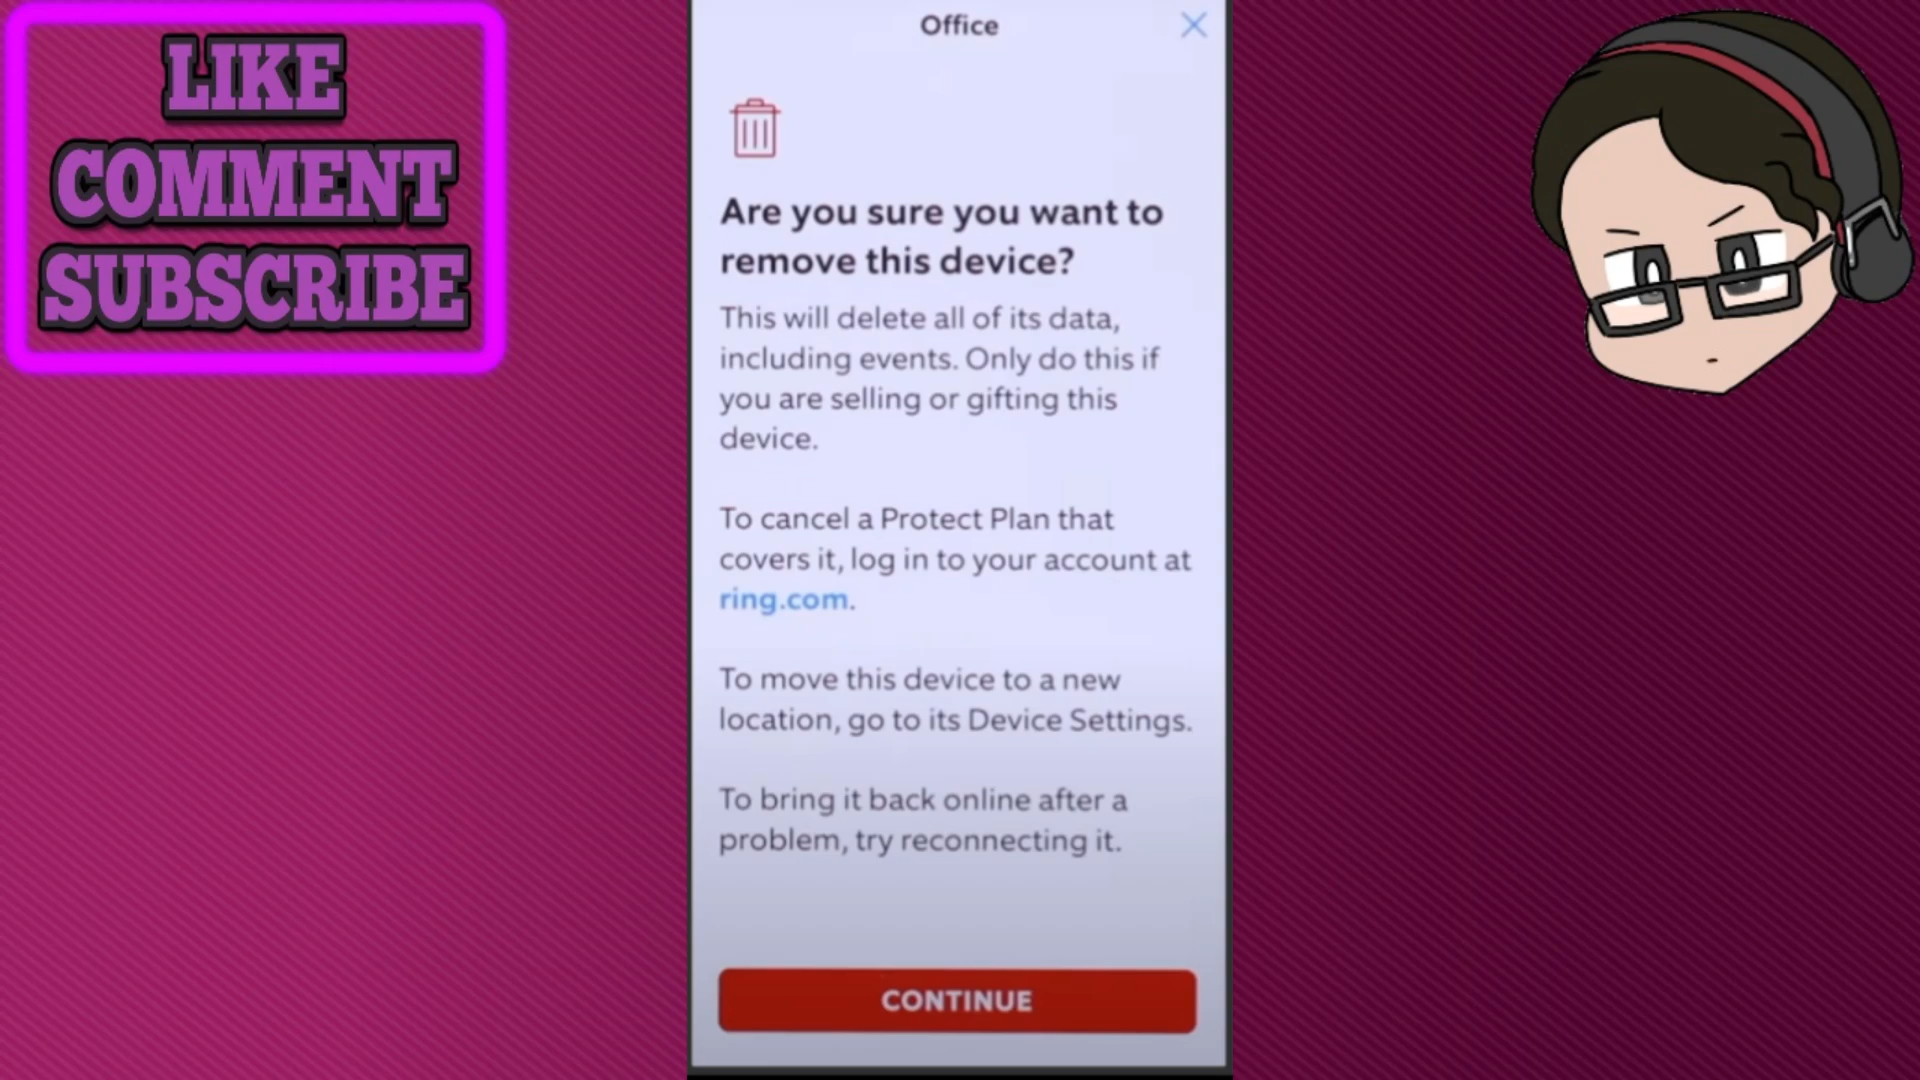 LIKE
COMMENT
SUBSCRIBE
Office
Are you sure you want to
remove this device?
This will delete all of its data,
including events. Only do this if
you are selling or gifting this
device.
To cancel a Protect Plan that
covers it, log in to your account at
ring.com.
To move this device to a new
location, go to its Device Settings.
To bring it back online after a
problem, try reconnecting it.
CONTINUE